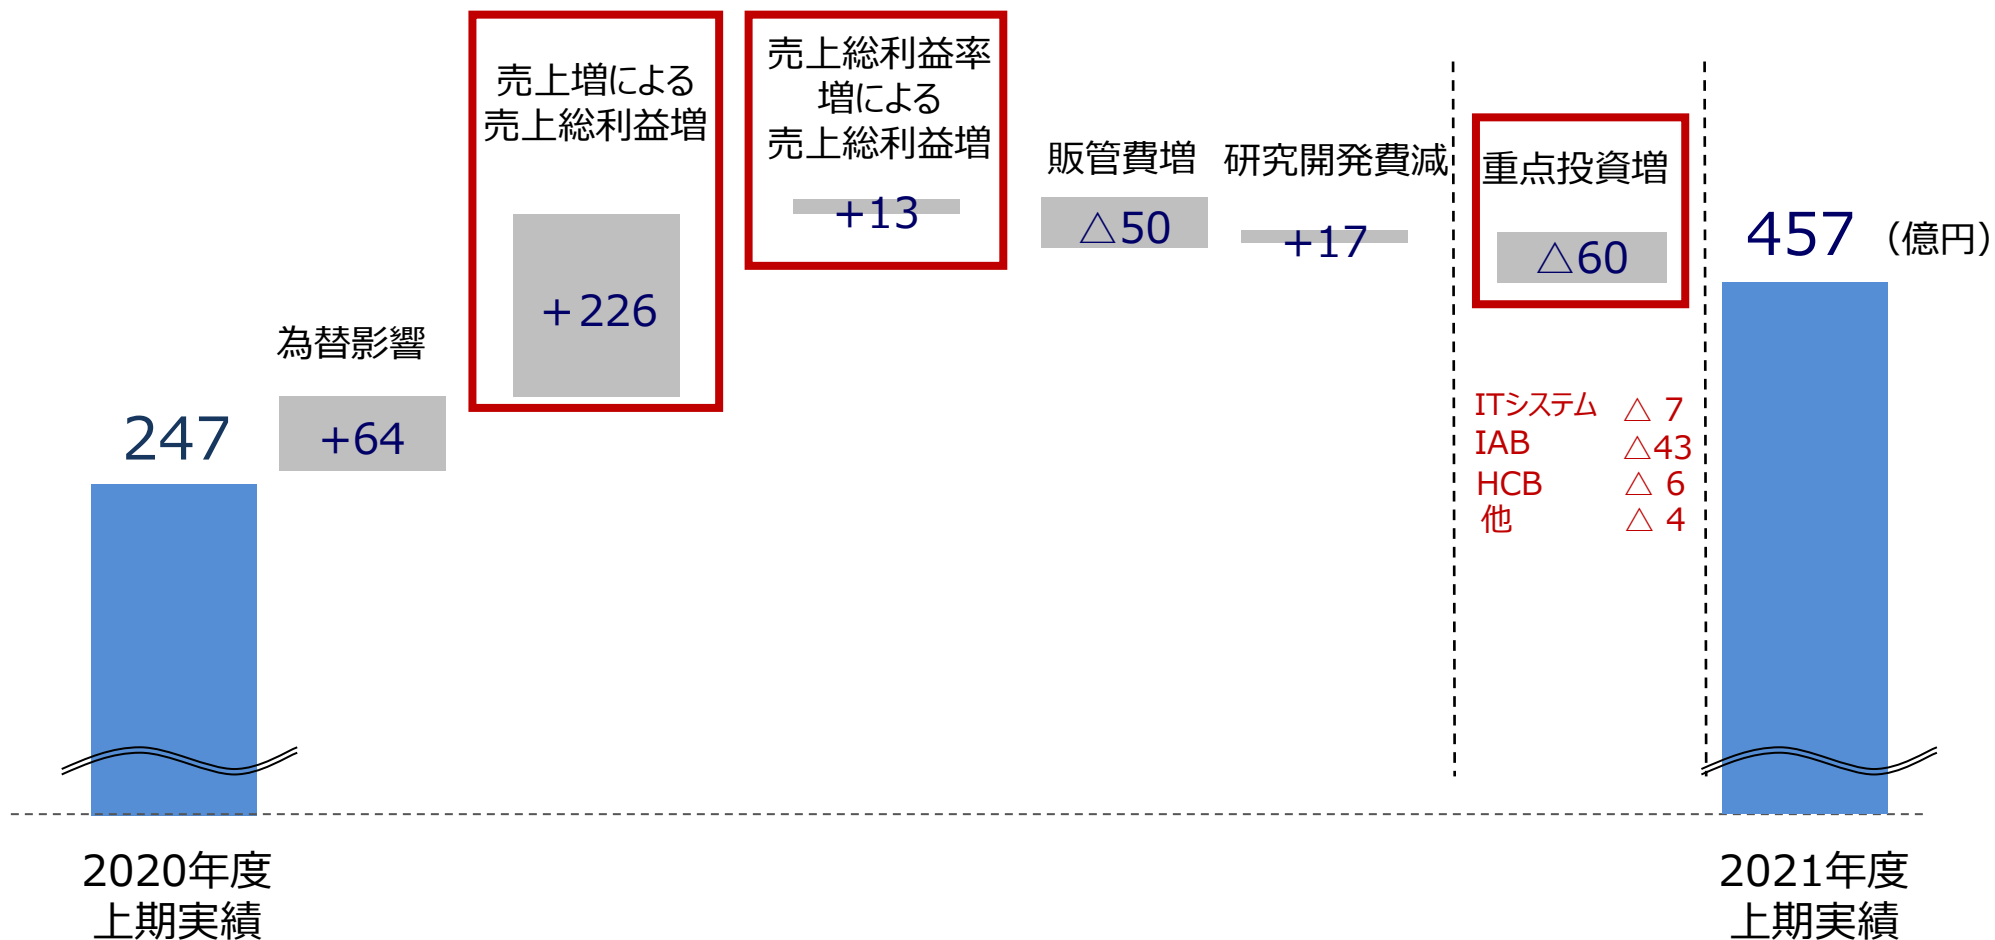 売上増による
売上総利益増
＋226
売上総利益率
増による
売上総利益増
+13
販管費増
△50
研究開発費減
+17
重点投資増
△60
457
（億円）
為替影響
+64
247
ITシステム △ 7
IAB △43
HCB △ 6
他 △ 4
2020年度
上期実績
2021年度
上期実績